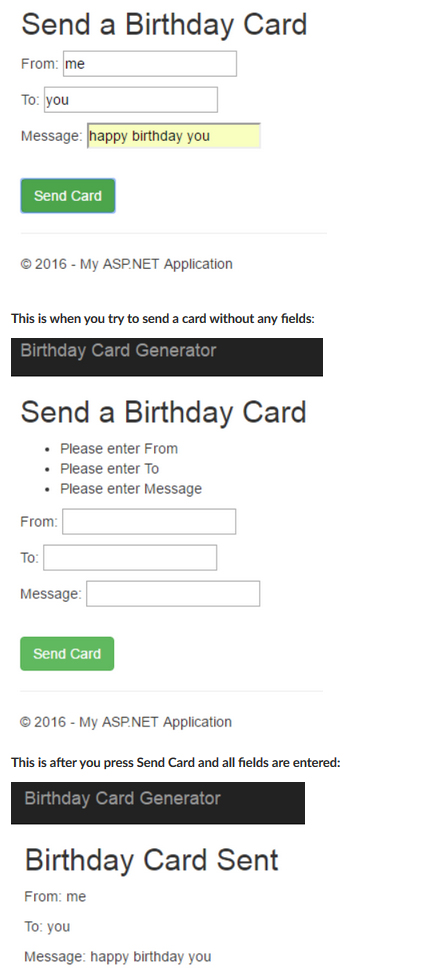 Send a Birthday Card
From: me
To: you
Message: happy birthday you
Send Card
© 2016 - My ASP.NET Application
This is when you try to send a card without any fields:
Birthday Card Generator
Send a Birthday Card
• Please enter From
• Please enter To
• Please enter Message
From:
To:
Message:
Send Card
© 2016 - My ASP.NET Application
This is after you press Send Card and all fields are entered:
Birthday Card Generator
Birthday Card Sent
From: me
To: you
Message: happy birthday you